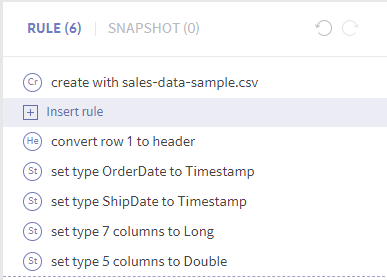 RULE (6) | SNAPSHOT (0)
Cr create with sales-data-sample.csv
+ Insert rule
He convert row 1 to header
St set type OrderDate to Timestamp
St set type ShipDate to Timestamp
St set type 7 columns to Long
St set type 5 columns to Double